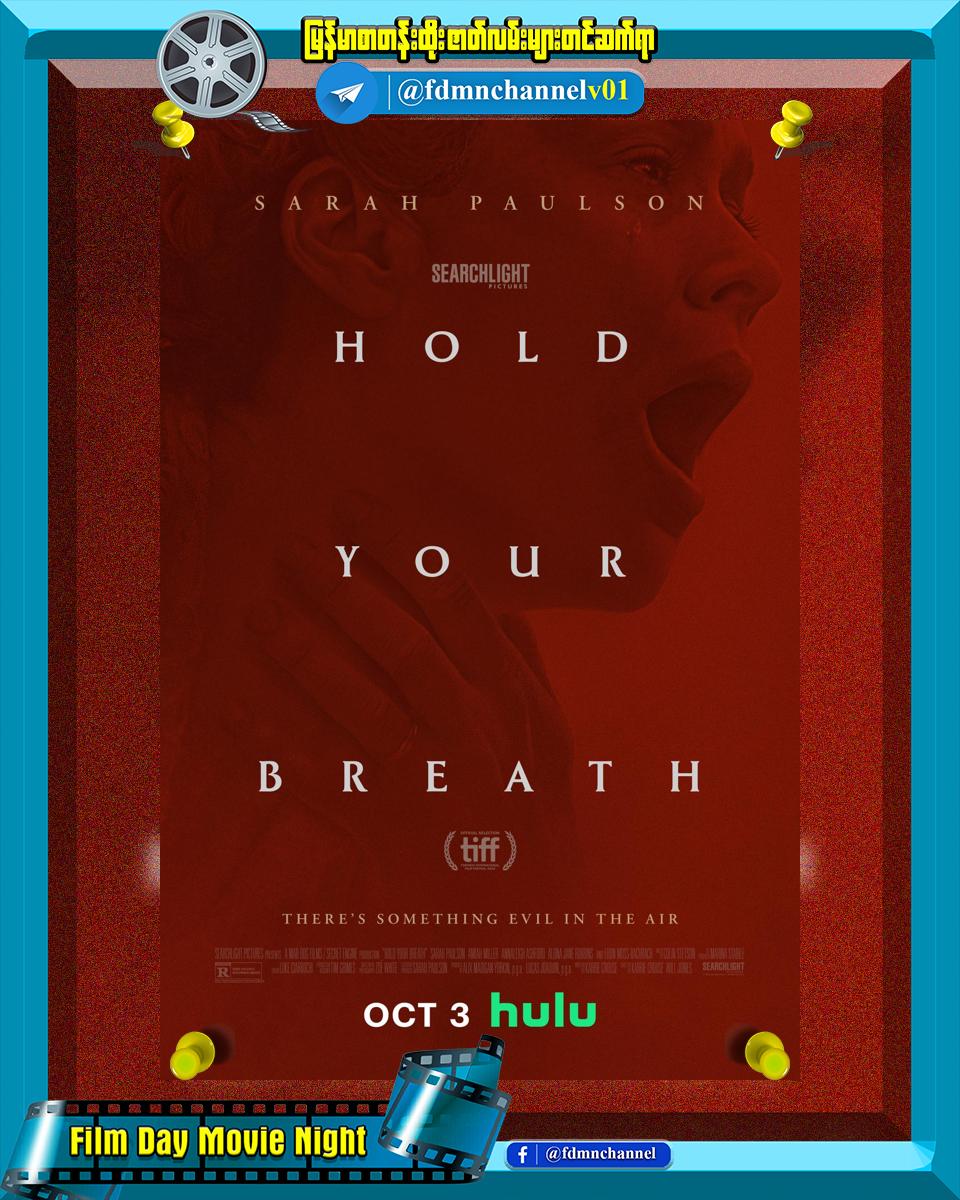 မြန်မာစာတန်းထိုးဇာတ်လမ်းများတင်ဆက်ရာ
@fdmnchannelv01
SARAH PAULSON
SEARCHLIGHT
PICTURES
HOLD
YOUR
BREATH
OFFICIAL SELECTION
tiff
THERE'S SOMETHING EVIL IN THE AIR
R
SEARCHLIGHT
OCT 3 hulu
Film Day Movie Night
f @fdmnchannel